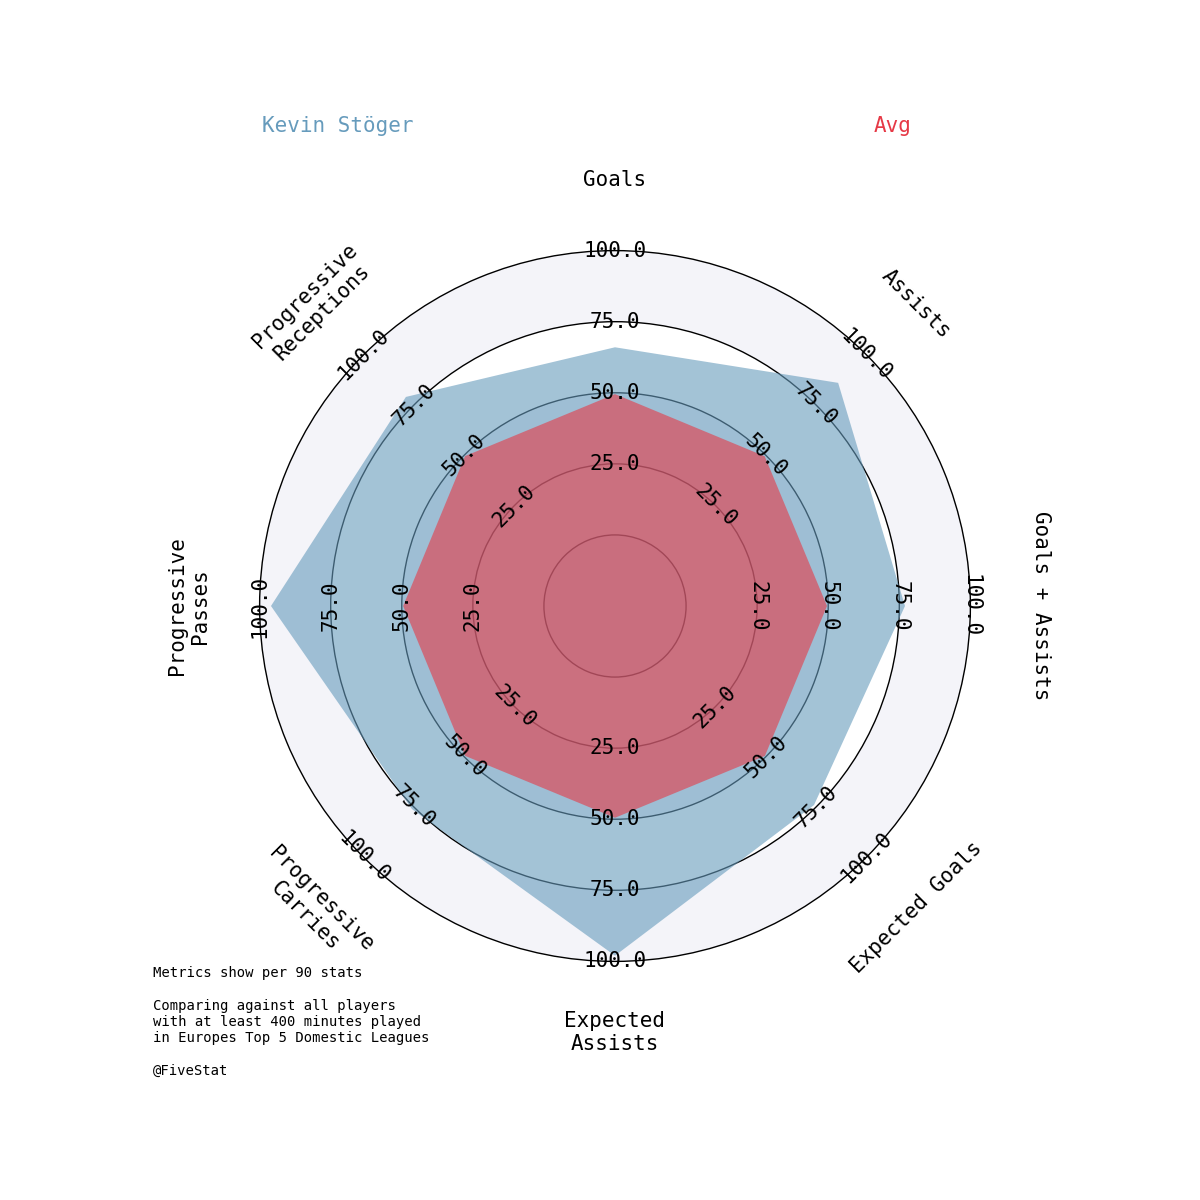 Kevin Stöger
Avg
Goals
Assists
Goals + Assists
Expected Goals
Expected
Assists
Progressive
Carries
Progressive
Passes
Progressive
Receptions
25.0
50.0
75.0
100.0
25.0
50.0
75.0
100.0
25.0
50.0
75.0
100.0
25.0
50.0
75.0
100.0
25.0
50.0
75.0
100.0
25.0
50.0
75.0
100.0
25.0
50.0
75.0
100.0
25.0
50.0
75.0
100.0
Metrics show per 90 stats
Comparing against all players
with at least 400 minutes played
in Europes Top 5 Domestic Leagues
@FiveStat